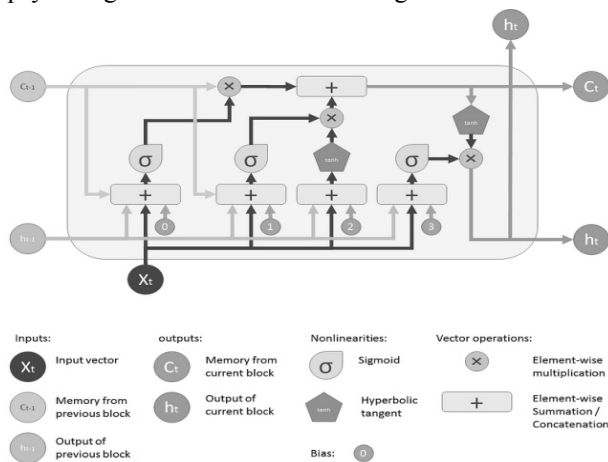 ht
Ct-1
×
+
Ct
tanh
×
σ
σ
tanh
σ
×
+
+
+
+
ht-1
0
1
2
3
ht
Xt
Inputs:
outputs:
Nonlinearities:
Vector operations:
Xt
Input vector
Ct
Memory from
current block
σ
Sigmoid
×
Element-wise
multiplication
Ct-1
Memory from
previous block
ht
Output of
current block
tanh
Hyperbolic
tangent
+
Element-wise
Summation /
Concatenation
ht-1
Output of
previous block
Bias: 0